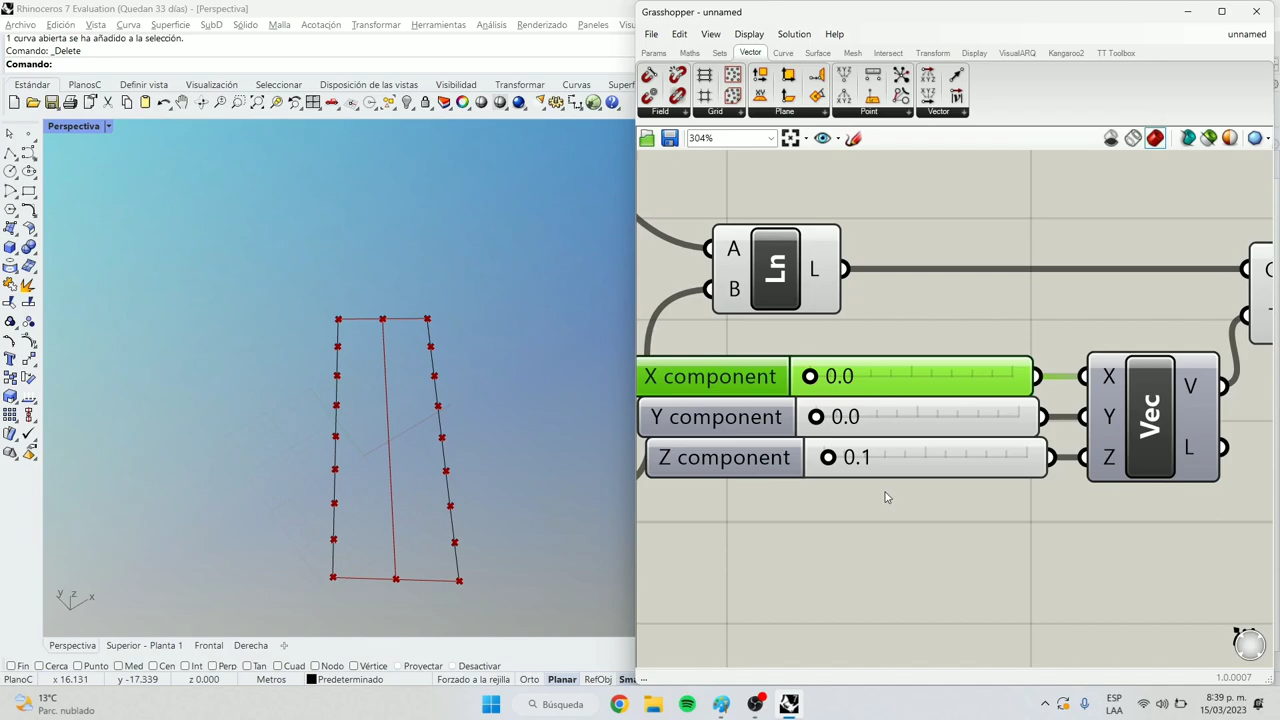 Rhinoceros 7 Evaluation (Quedan 33 días) - [Perspectiva]
Archivo Edición Vista Curva Superficie SubD Sólido Malla Acotación Transformar Herramientas Análisis Renderizado Paneles
1 curva abierta se ha añadido a la selección.
Comando: _Delete
Comando:
Estándar PlanosC Definir vista Visualización Seleccionar Disposición de las vistas Visibilidad Transformar Curvas
Perspectiva
y z x
Perspectiva Superior - Planta 1 Frontal Derecha
Fin Cerca Punto Med Cen Int Perp Tan Cuad Nodo Vértice Proyectar Desactivar
PlanoC x 16.131 y -17.339 z 0.000 Metros Predeterminado Forzado a la rejilla Orto Planar RefObj
Grasshopper - unnamed
File Edit View Display Solution Help unnamed
Params Maths Sets Vector Curve Surface Mesh Intersect Transform Display VisualARQ Kangaroo2 TT Toolbox
Field Grid Plane Point Vector
304%
A
B
Ln
L
X component 0.0
Y component 0.0
Z component 0.1
X
Y
Z
Vec
V
L
... 1.0.0007
13°C
Parc. nublado
Búsqueda
ESP
LAA
8:39 p. m.
15/03/2023